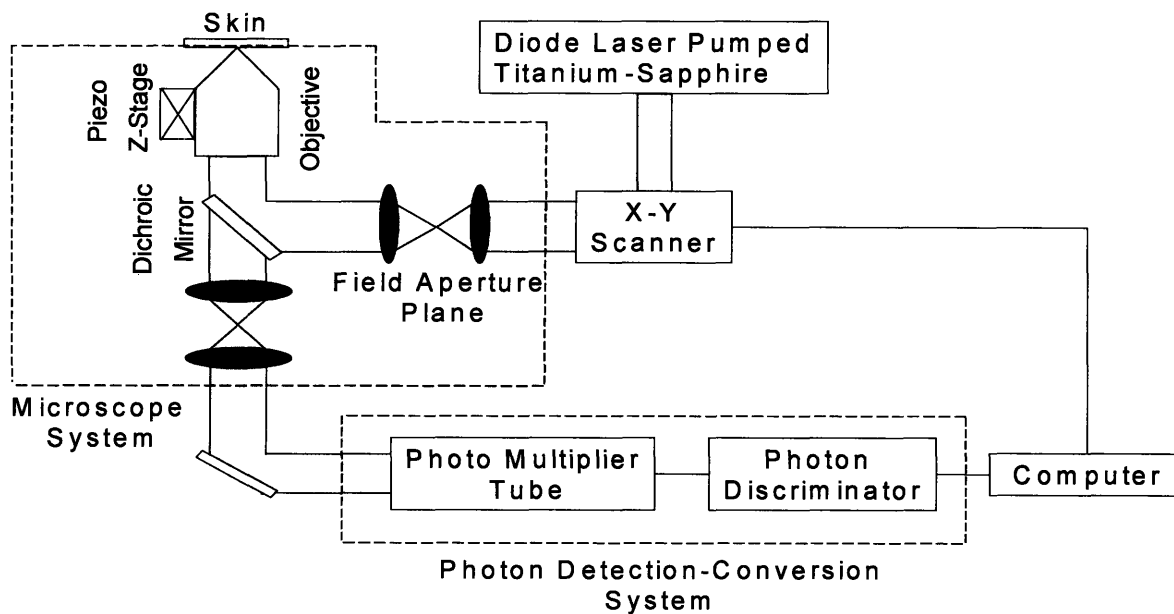 Skin
Diode Laser Pumped
Titanium-Sapphire
Piezo
Z-Stage
Objective
Dichroic
Mirror
X-Y
Scanner
Field Aperture
Plane
Microscope
System
Photo Multiplier
Tube
Photon
Discriminator
Computer
Photon Detection-Conversion
System